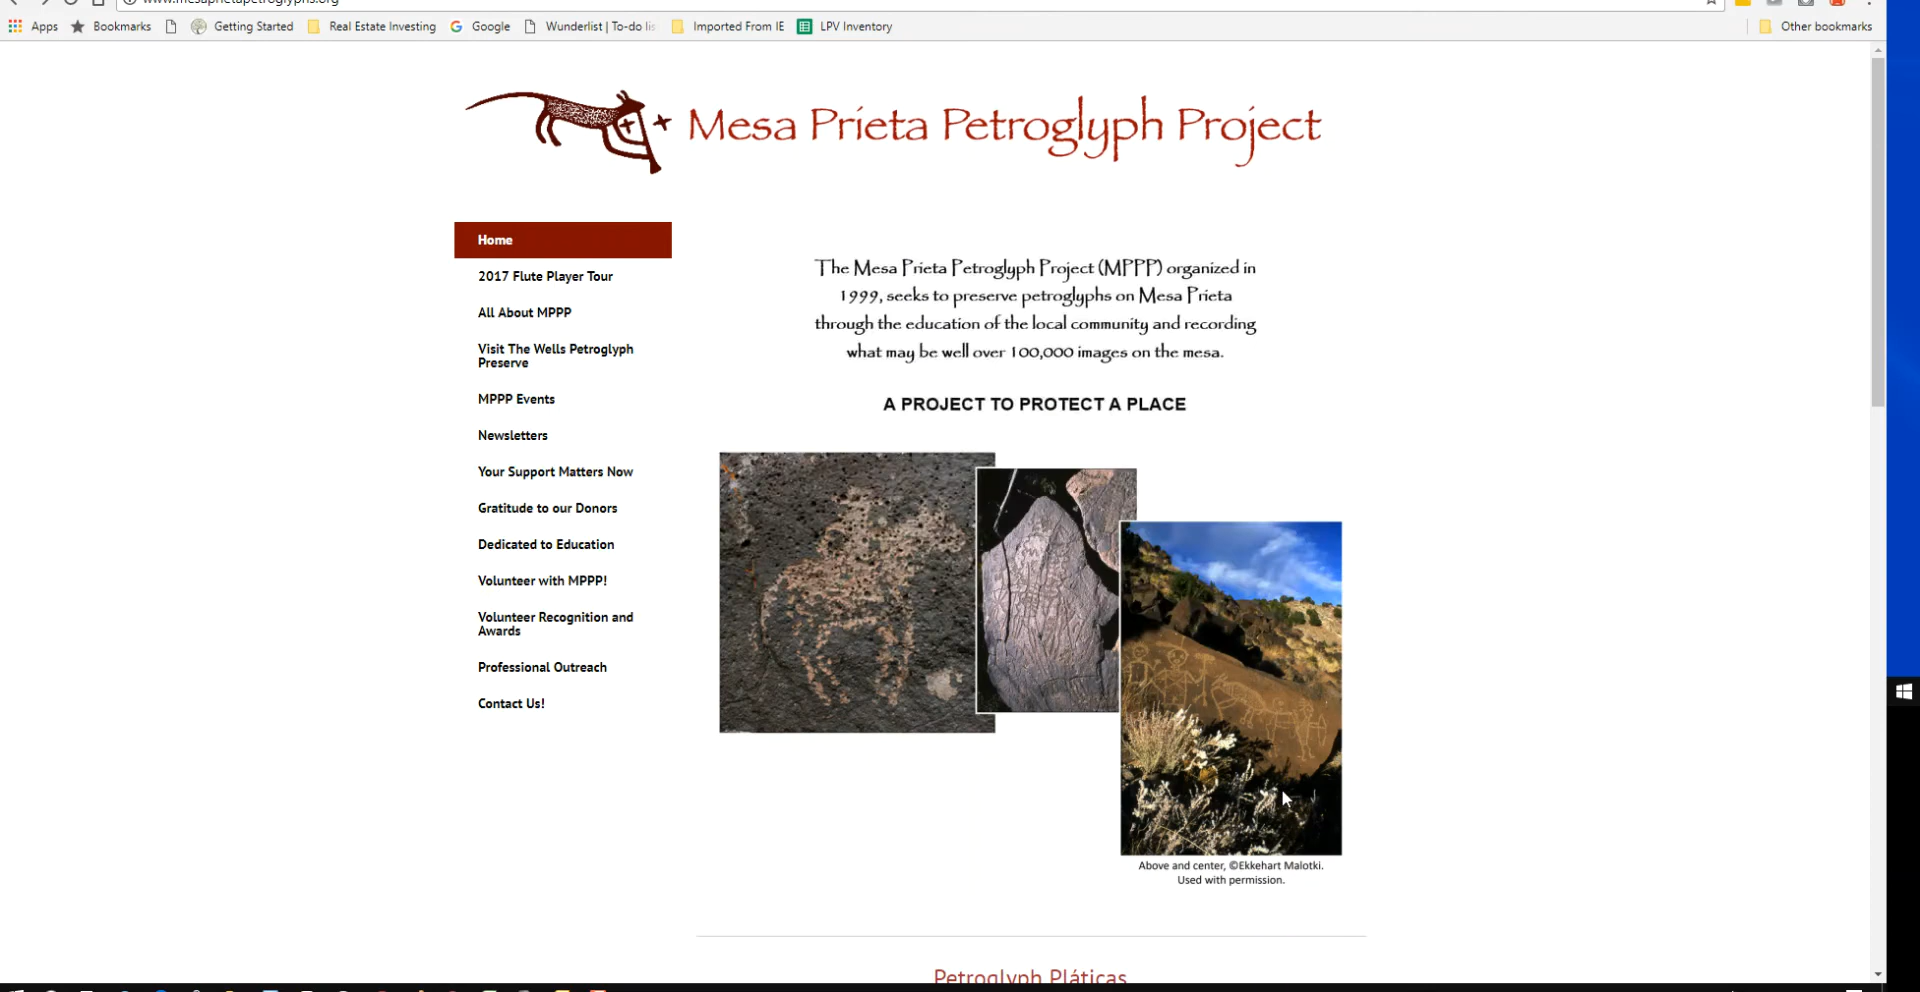 www.mesaprietapetroglyphs.org
Apps Bookmarks Getting Started Real Estate Investing Google Wunderlist | To-do lis Imported From IE LPV Inventory Other bookmarks
Mesa Prieta Petroglyph Project
Home
2017 Flute Player Tour
All About MPPP
Visit The Wells Petroglyph
Preserve
MPPP Events
Newsletters
Your Support Matters Now
Gratitude to our Donors
Dedicated to Education
Volunteer with MPPP!
Volunteer Recognition and
Awards
Professional Outreach
Contact Us!
The Mesa Prieta Petroglyph Project (MPPP) organized in
1999, seeks to preserve petroglyphs on Mesa Prieta
through the education of the local community and recording
what may be well over 100,000 images on the mesa.
A PROJECT TO PROTECT A PLACE
Above and center, ©Ekkehart Malotki.
Used with permission.
Petroglyph Pláticas